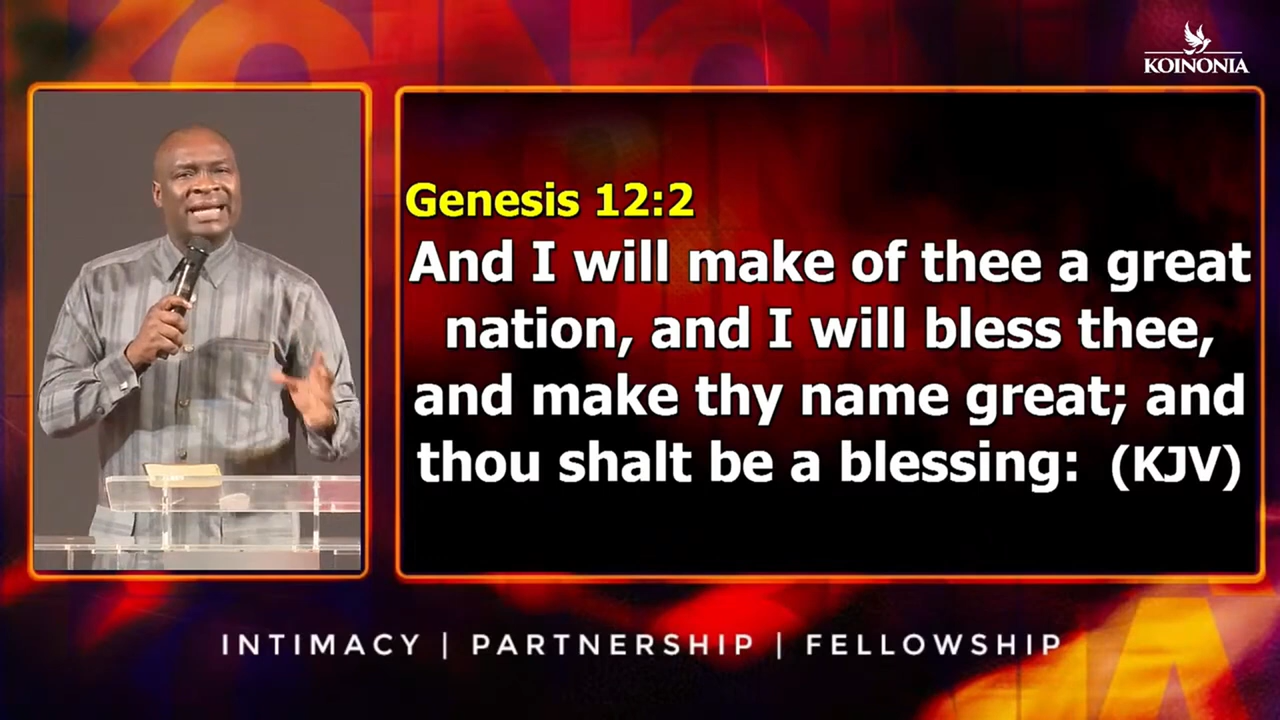 KOINONIA
Genesis 12:2
And I will make of thee a great
nation, and I will bless thee,
and make thy name great; and
thou shalt be a blessing:  (KJV)
INTIMACY | PARTNERSHIP | FELLOWSHIP